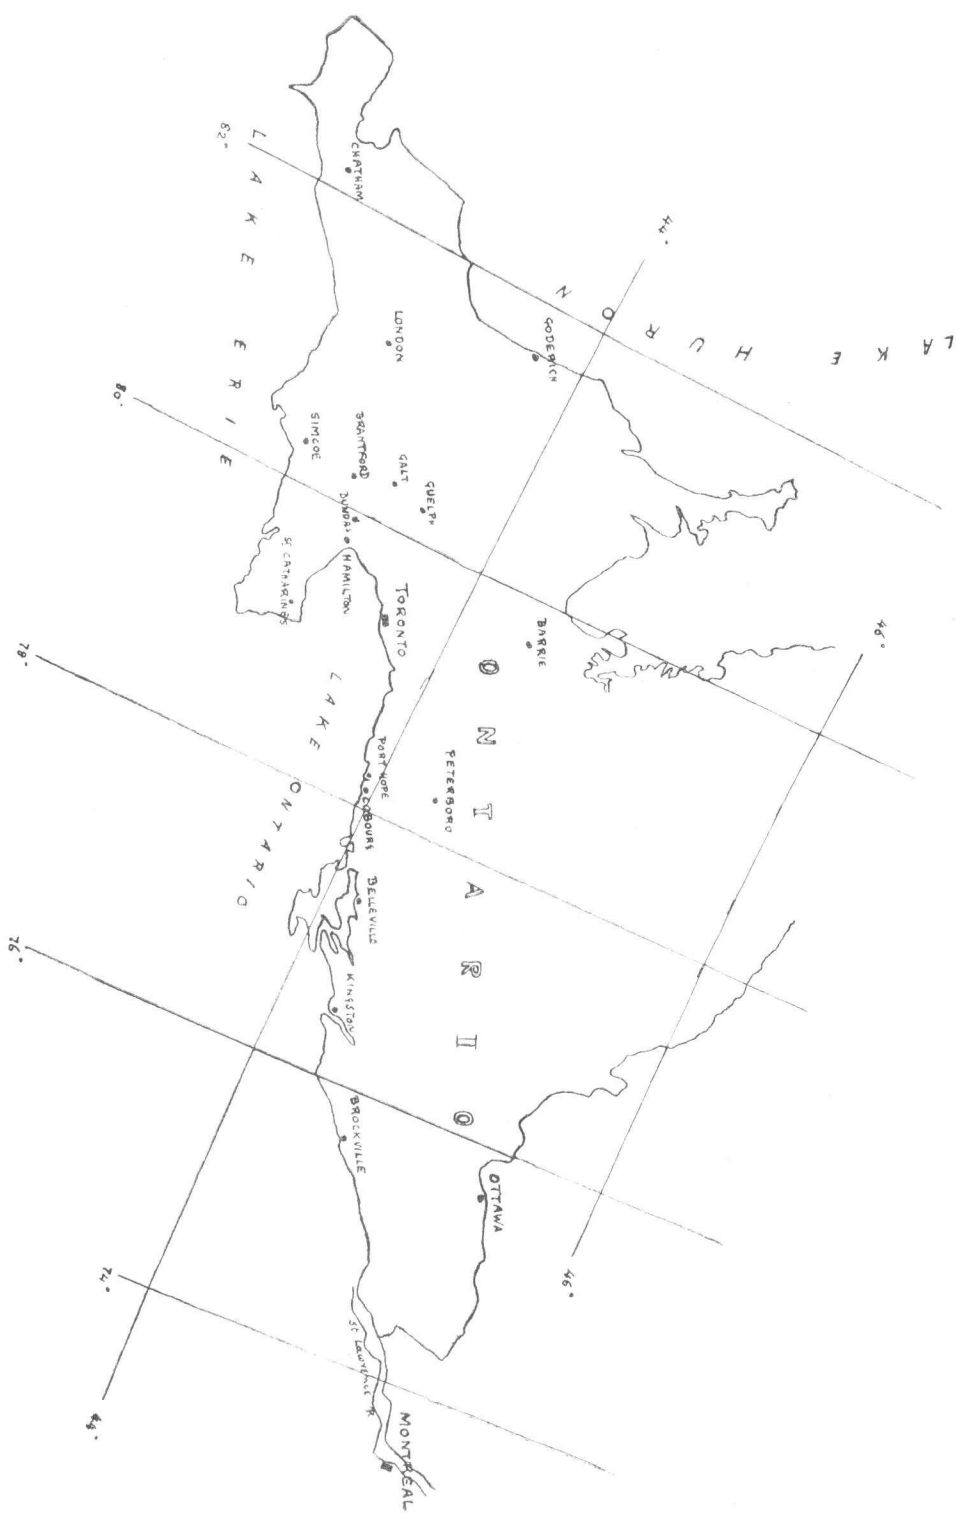 LAKE HURON
LAKE ERIE
LAKE ONTARIO
ONTARIO
CHATHAM
LONDON
GODERICH
SIMCOE
BRANTFORD
GALT
GUELPH
DUNDAS
HAMILTON
ST CATHARINES
TORONTO
BARRIE
PORT HOPE
COBOURG
PETERBORO
BELLEVILLE
KINGSTON
BROCKVILLE
OTTAWA
ST LAWRENCE R
MONTREAL
82°
80°
78°
76°
74°
44°
46°
46°
44°